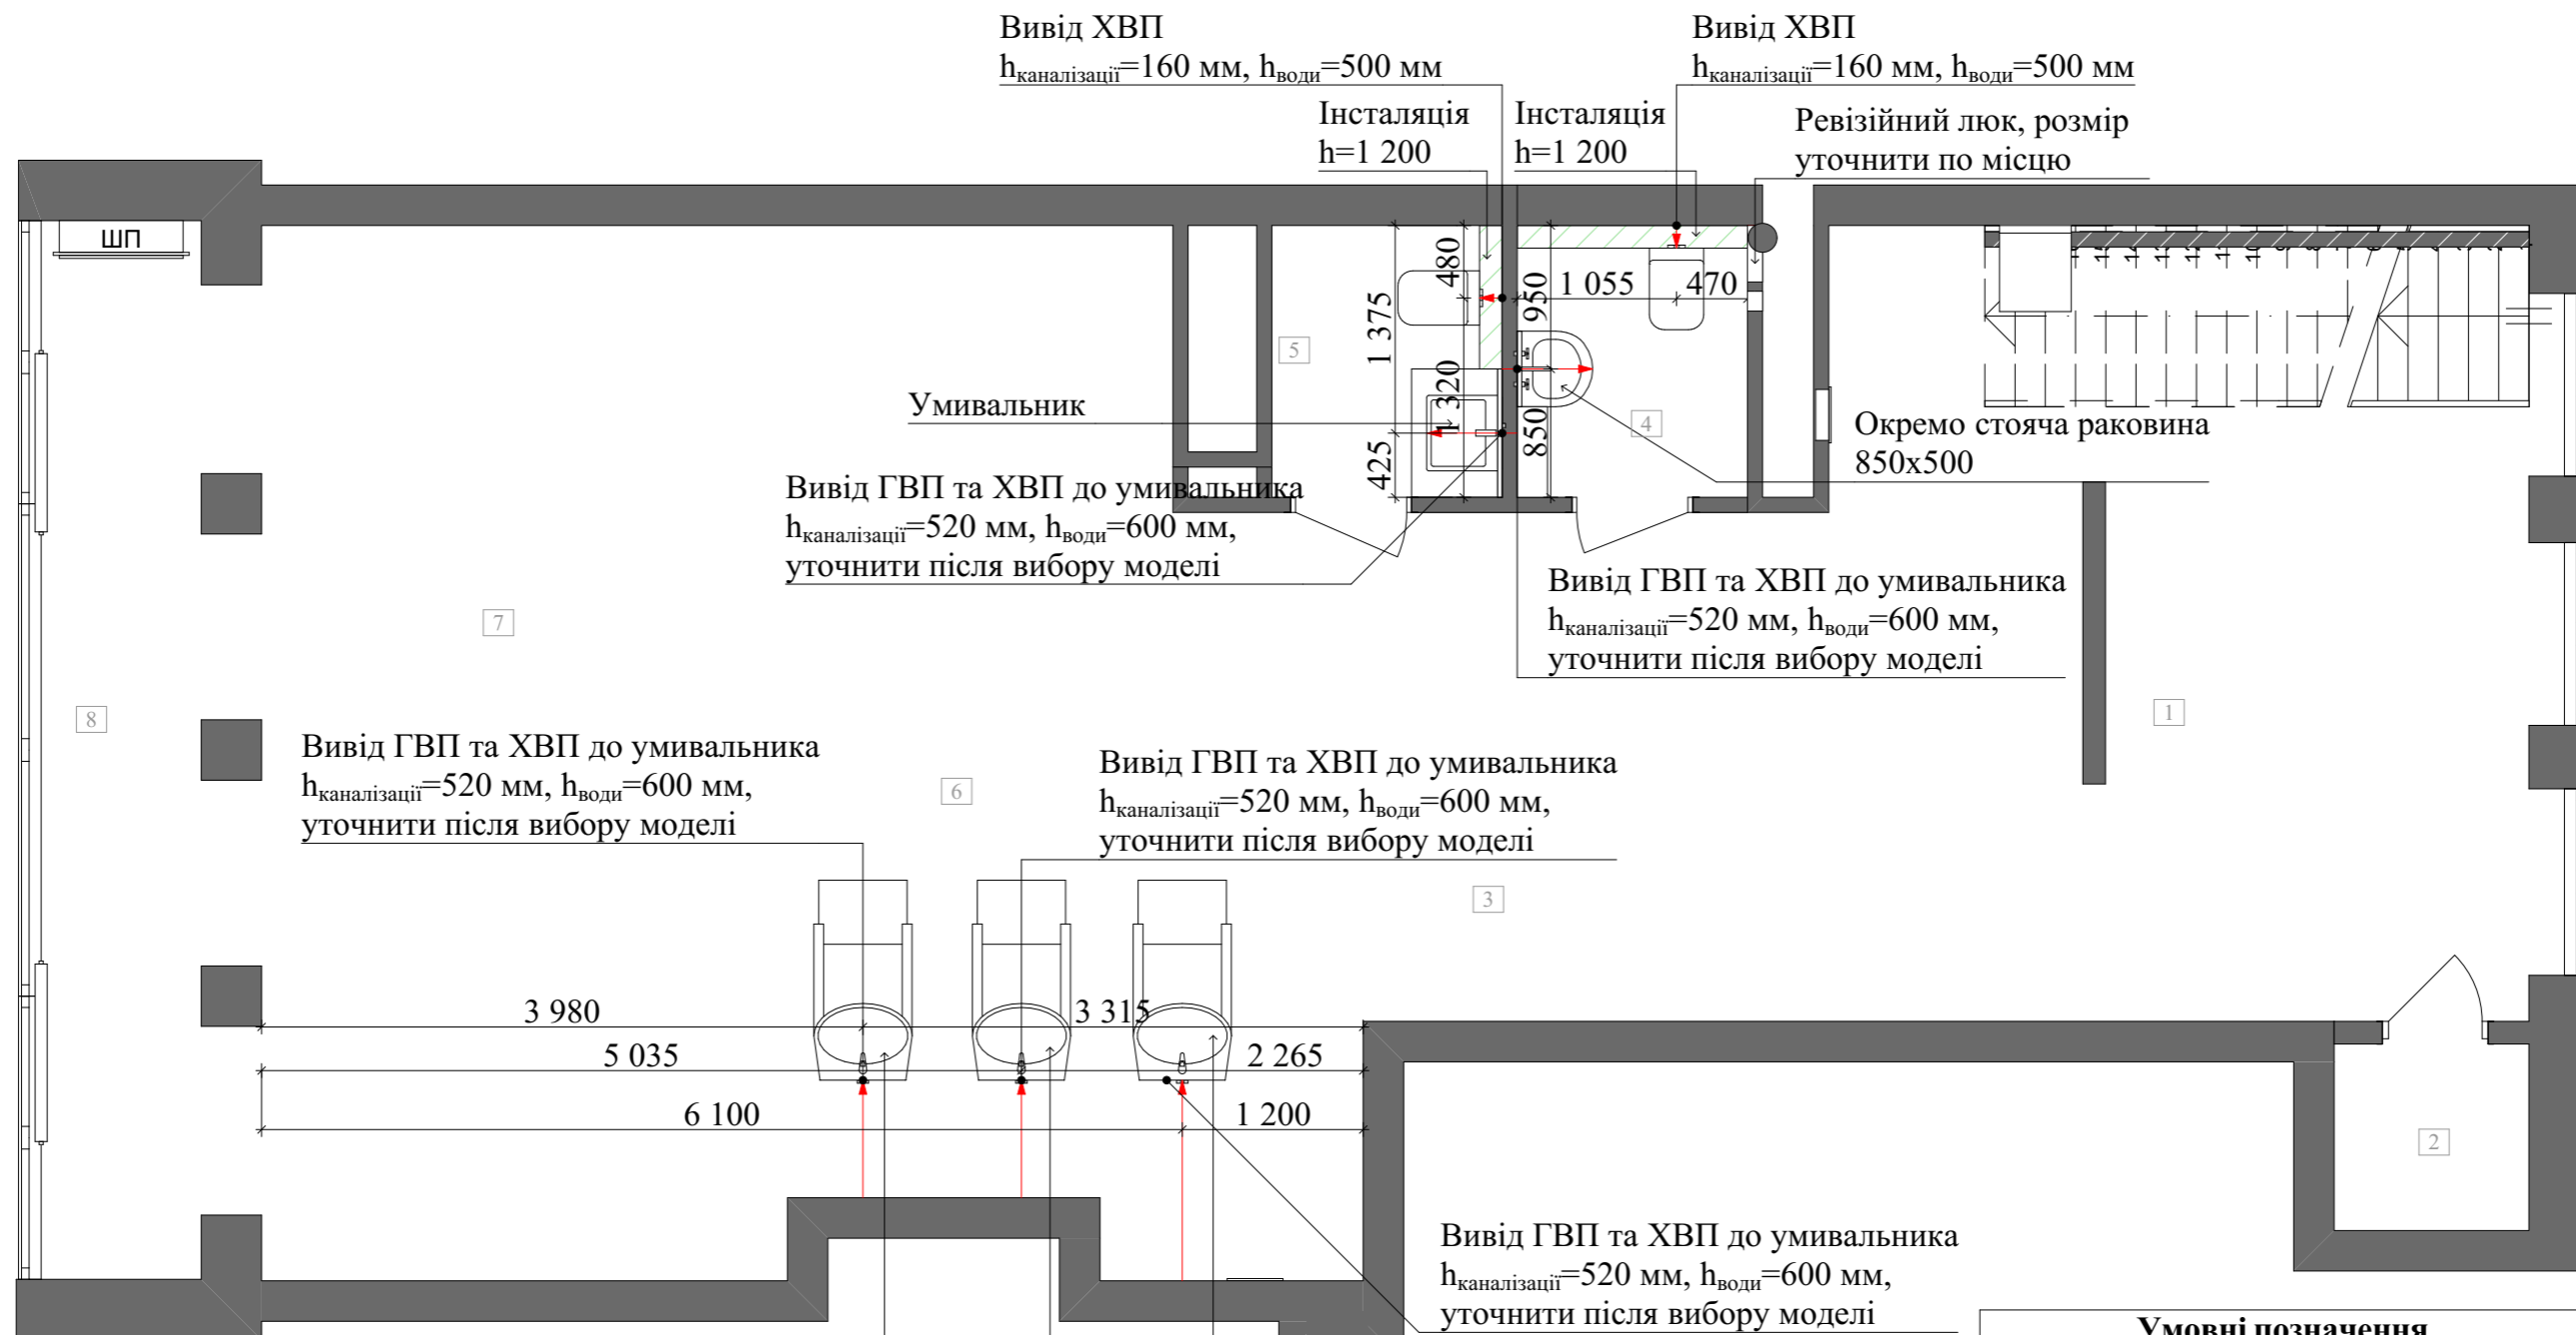 Вивід ХВП
hканалізації=160 мм, hводи=500 мм
Вивід ХВП
hканалізації=160 мм, hводи=500 мм
Інсталяція
h=1 200
Інсталяція
h=1 200
Ревізійний люк, розмір
уточнити по місцю
ШП
480
1 375
950
1 055
470
5
1 320
425
850
4
Умивальник
Окремо стояча раковина
850х500
Вивід ГВП та ХВП до умивальника
hканалізації=520 мм, hводи=600 мм,
уточнити після вибору моделі
Вивід ГВП та ХВП до умивальника
hканалізації=520 мм, hводи=600 мм,
уточнити після вибору моделі
7
8
1
Вивід ГВП та ХВП до умивальника
hканалізації=520 мм, hводи=600 мм,
уточнити після вибору моделі
6
Вивід ГВП та ХВП до умивальника
hканалізації=520 мм, hводи=600 мм,
уточнити після вибору моделі
3
3 980
3 315
5 035
2 265
6 100
1 200
2
Вивід ГВП та ХВП до умивальника
hканалізації=520 мм, hводи=600 мм,
уточнити після вибору моделі
Умовні позначення